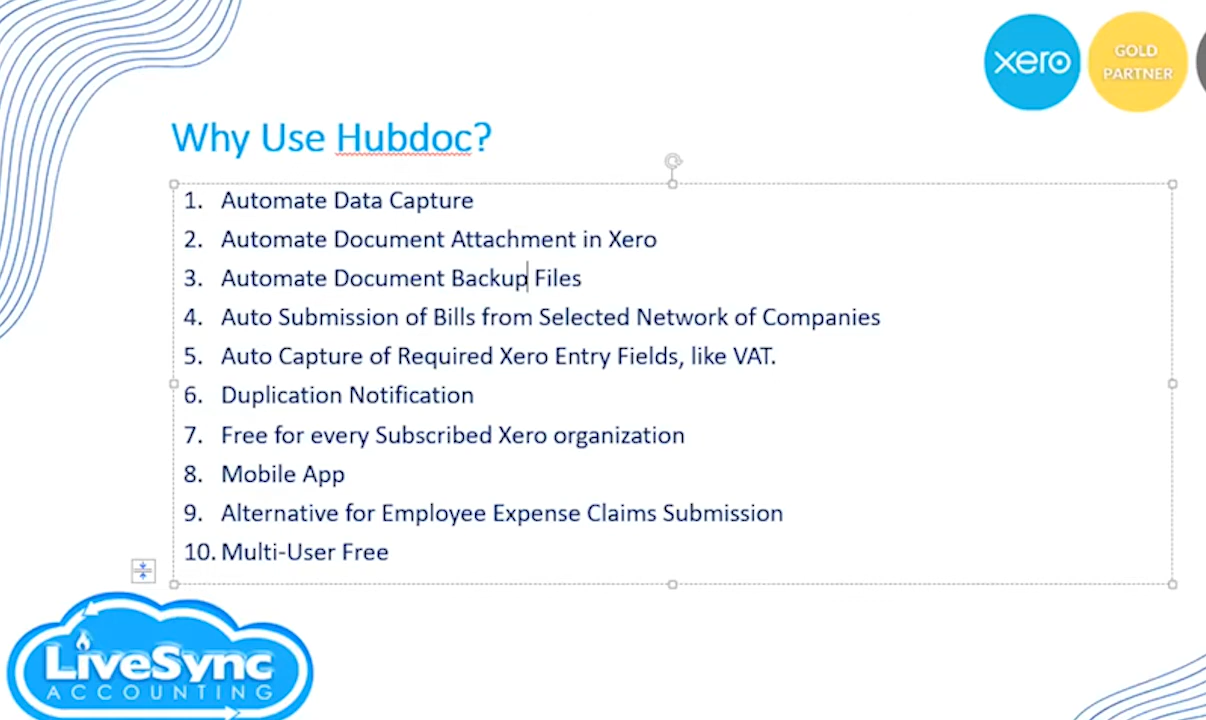 xero
GOLD
PARTNER
Why Use Hubdoc?
1. Automate Data Capture
2. Automate Document Attachment in Xero
3. Automate Document Backup Files
4. Auto Submission of Bills from Selected Network of Companies
5. Auto Capture of Required Xero Entry Fields, like VAT.
6. Duplication Notification
7. Free for every Subscribed Xero organization
8. Mobile App
9. Alternative for Employee Expense Claims Submission
10. Multi-User Free
LiveSync
ACCOUNTING